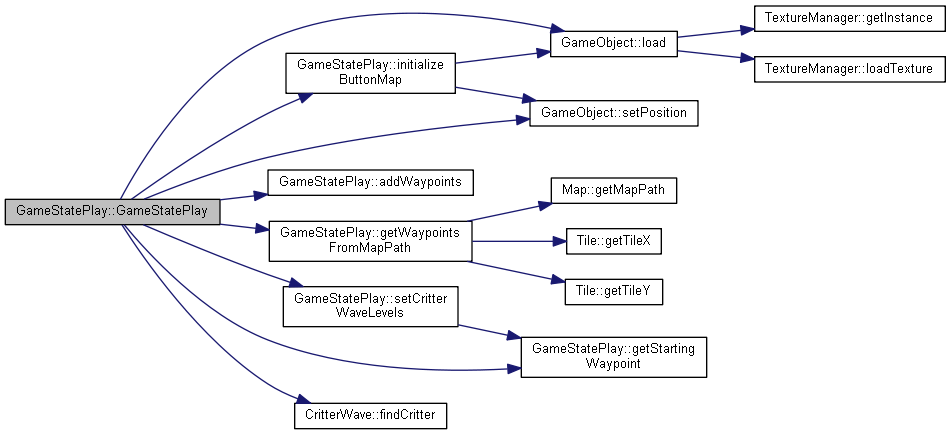 GameStatePlay::GameStatePlay
GameStatePlay::initialize
ButtonMap
GameObject::load
TextureManager::getInstance
TextureManager::loadTexture
GameObject::setPosition
GameStatePlay::addWaypoints
GameStatePlay::getWaypoints
FromMapPath
Map::getMapPath
Tile::getTileX
Tile::getTileY
GameStatePlay::setCritter
WaveLevels
GameStatePlay::getStarting
Waypoint
CritterWave::findCritter